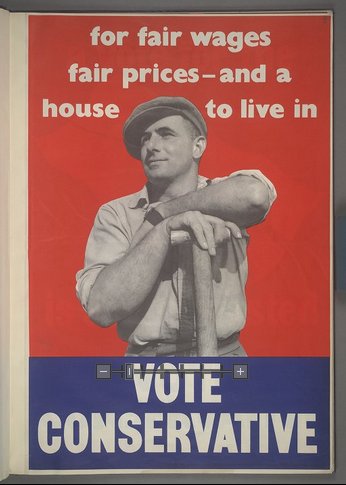 for fair wages
fair prices–and a
house to live in
VOTE
CONSERVATIVE